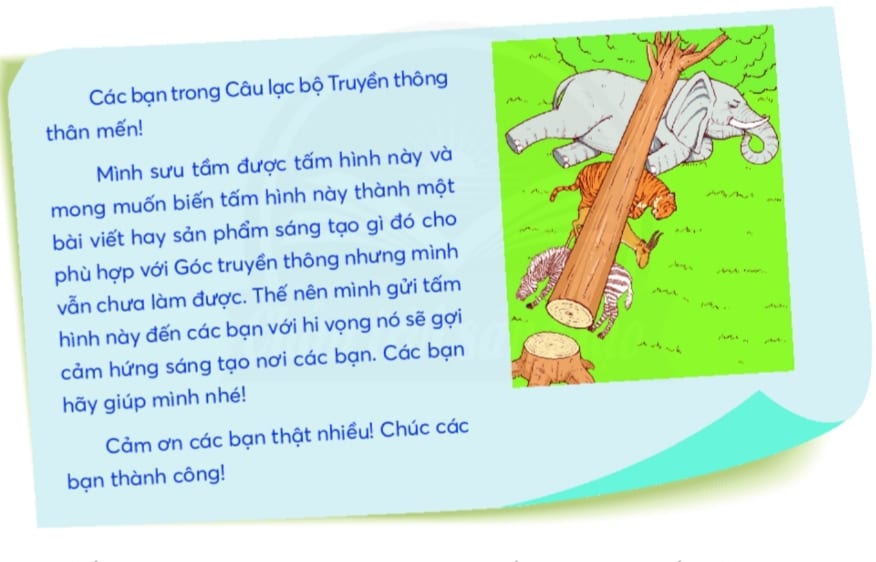 Các bạn trong Câu lạc bộ Truyền thông
thân mến!
Mình sưu tầm được tấm hình này và
mong muốn biến tấm hình này thành một
bài viết hay sản phẩm sáng tạo gì đó cho
phù hợp với Góc truyền thông nhưng mình
vẫn chưa làm được. Thế nên mình gửi tấm
hình này đến các bạn với hi vọng nó sẽ gợi
cảm hứng sáng tạo nơi các bạn. Các bạn
hãy giúp mình nhé!
Cảm ơn các bạn thật nhiều! Chúc các
bạn thành công!